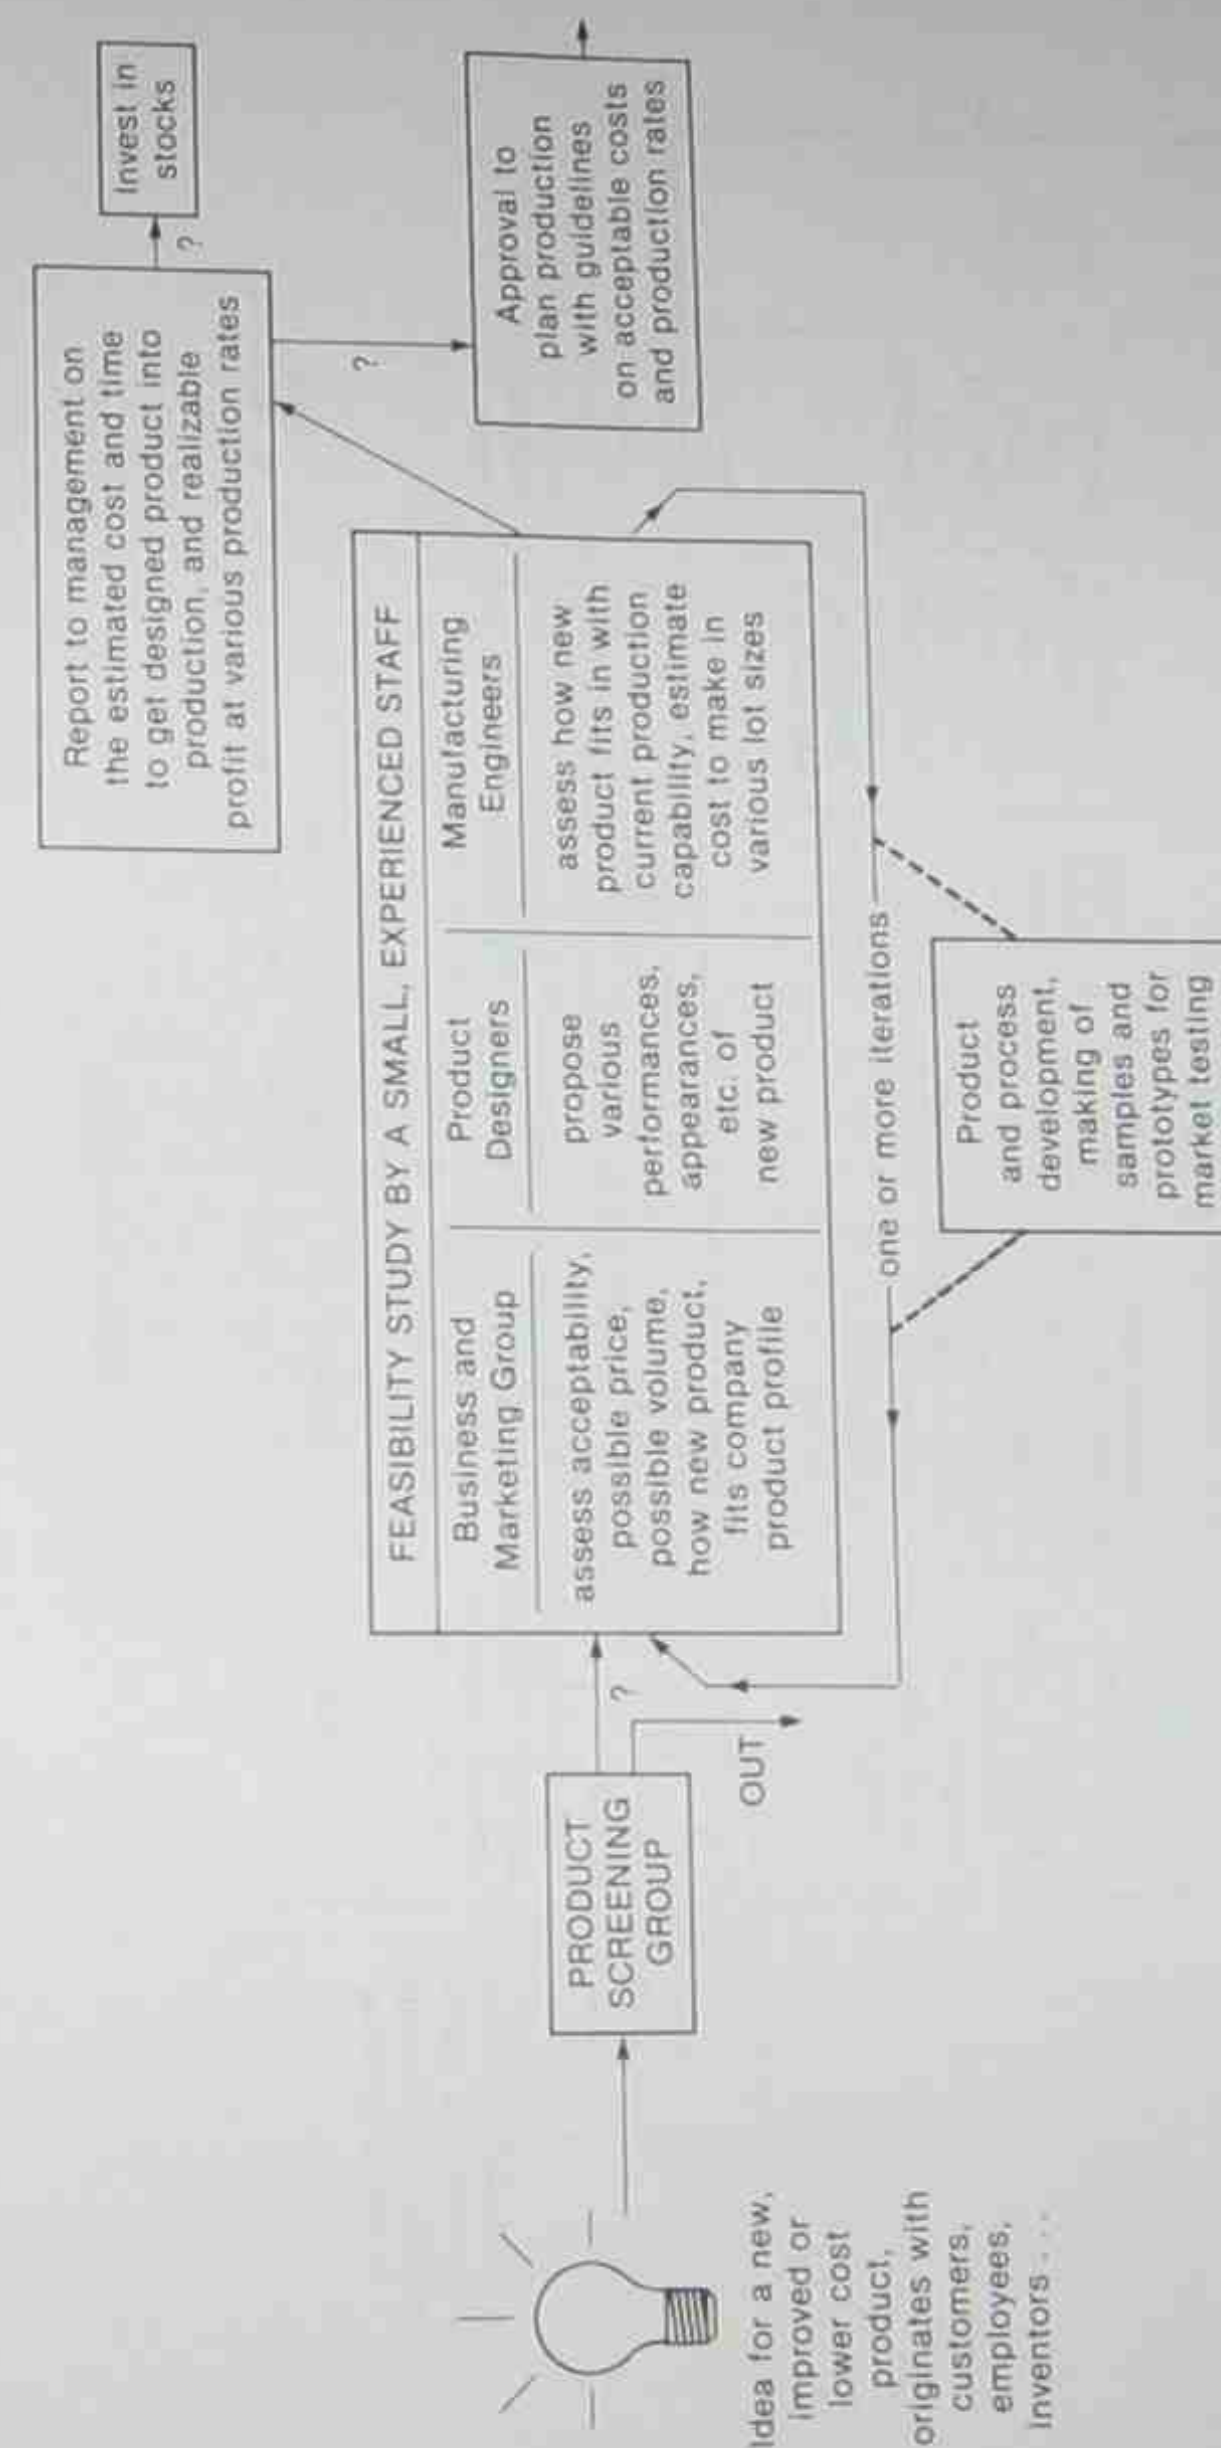 Idea for a new,
improved or
lower cost
product,
originates with
customers,
employees,
inventors . . .
PRODUCT
SCREENING
GROUP
?
OUT
FEASIBILITY STUDY BY A SMALL, EXPERIENCED STAFF
Business and
Marketing Group
assess acceptability,
possible price,
possible volume,
how new product,
fits company
product profile
Product
Designers
propose
various
performances,
appearances,
etc. of
new product
Manufacturing
Engineers
assess how new
product fits in with
current production
capability, estimate
cost to make in
various lot sizes
one or more iterations
Product
and process
development,
making of
samples and
prototypes for
market testing
Report to management on
the estimated cost and time
to get designed product into
production, and realizable
profit at various production rates
?
Invest in
stocks
?
Approval to
plan production
with guidelines
on acceptable costs
and production rates